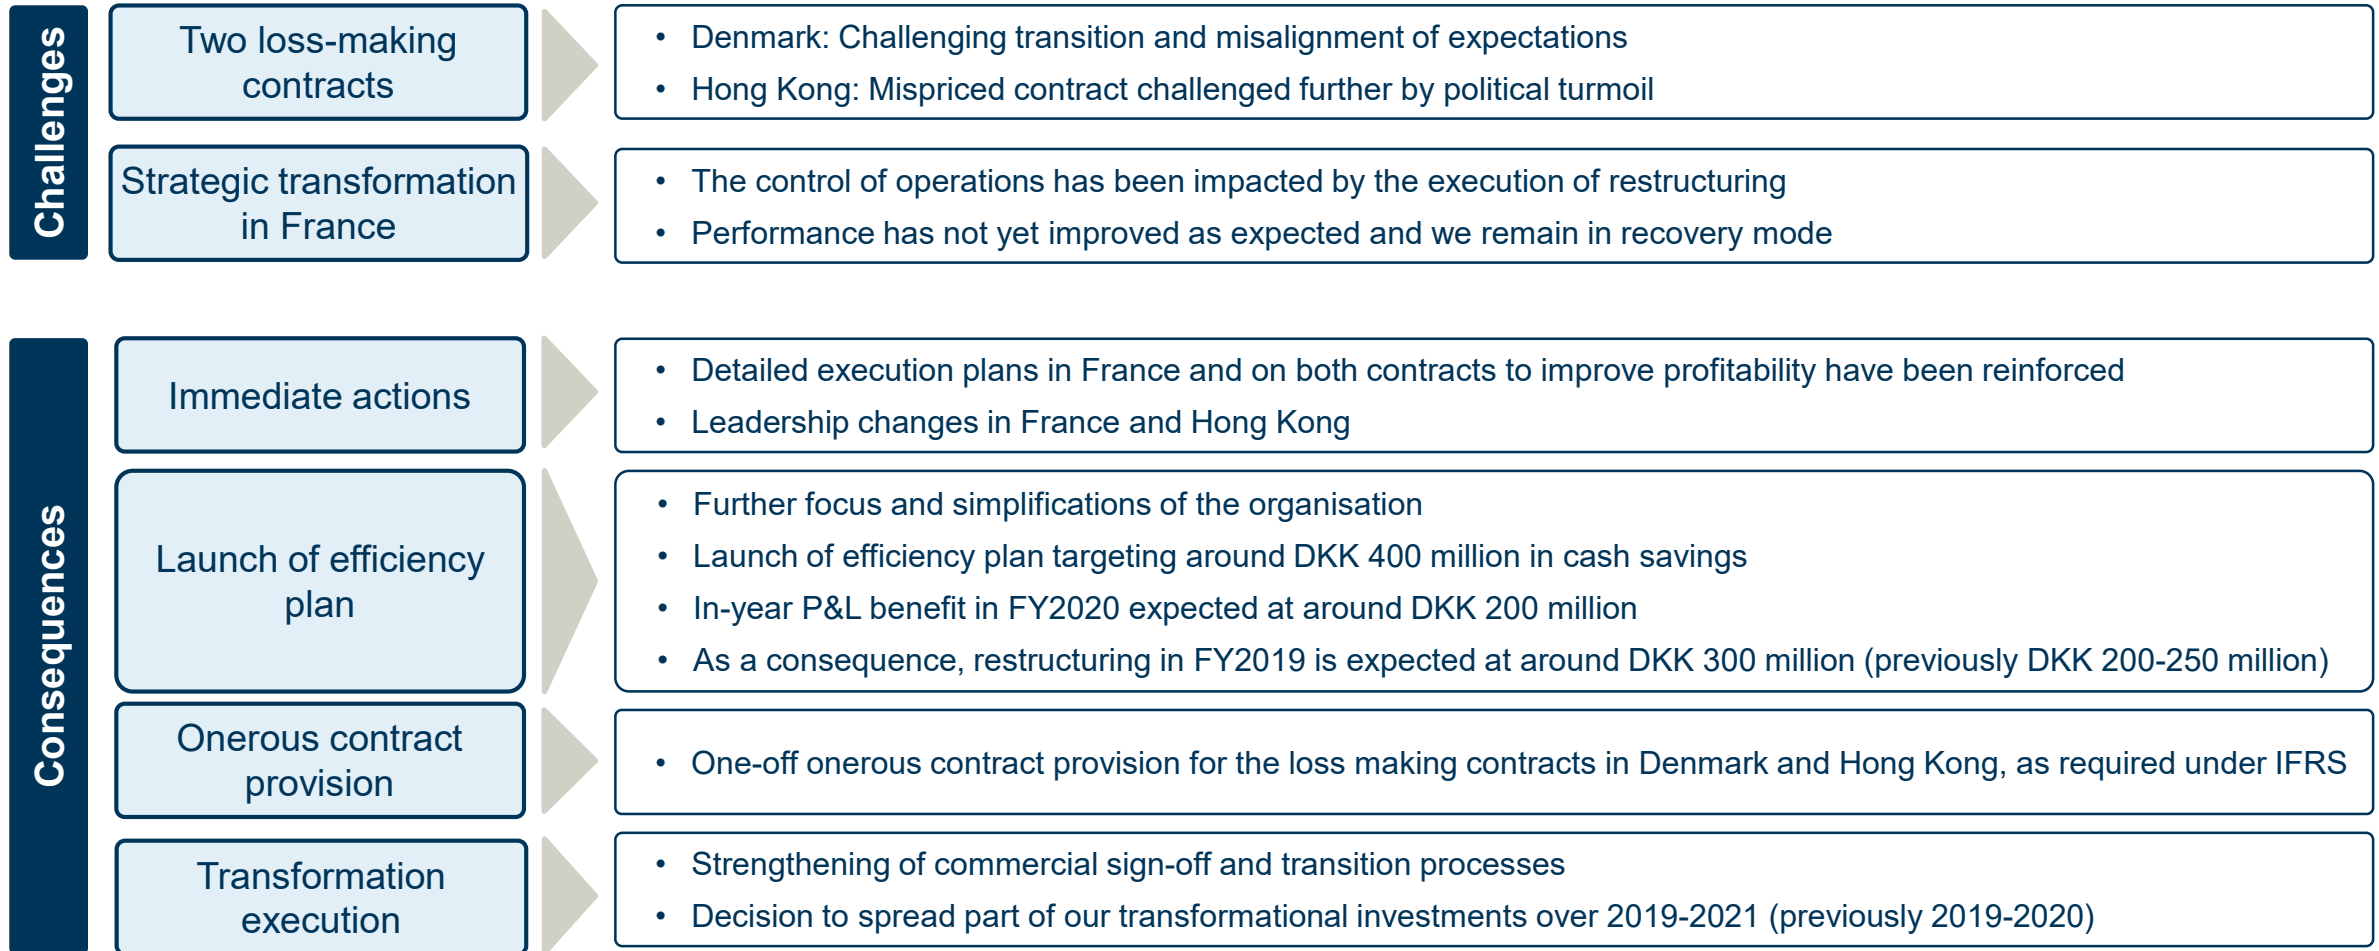 Challenges
Two loss-making
contracts
• Denmark: Challenging transition and misalignment of expectations
• Hong Kong: Mispriced contract challenged further by political turmoil
Strategic transformation
in France
• The control of operations has been impacted by the execution of restructuring
• Performance has not yet improved as expected and we remain in recovery mode
Consequences
Immediate actions
• Detailed execution plans in France and on both contracts to improve profitability have been reinforced
• Leadership changes in France and Hong Kong
Launch of efficiency
plan
• Further focus and simplifications of the organisation
• Launch of efficiency plan targeting around DKK 400 million in cash savings
• In-year P&L benefit in FY2020 expected at around DKK 200 million
• As a consequence, restructuring in FY2019 is expected at around DKK 300 million (previously DKK 200-250 million)
Onerous contract
provision
• One-off onerous contract provision for the loss making contracts in Denmark and Hong Kong, as required under IFRS
Transformation
execution
• Strengthening of commercial sign-off and transition processes
• Decision to spread part of our transformational investments over 2019-2021 (previously 2019-2020)